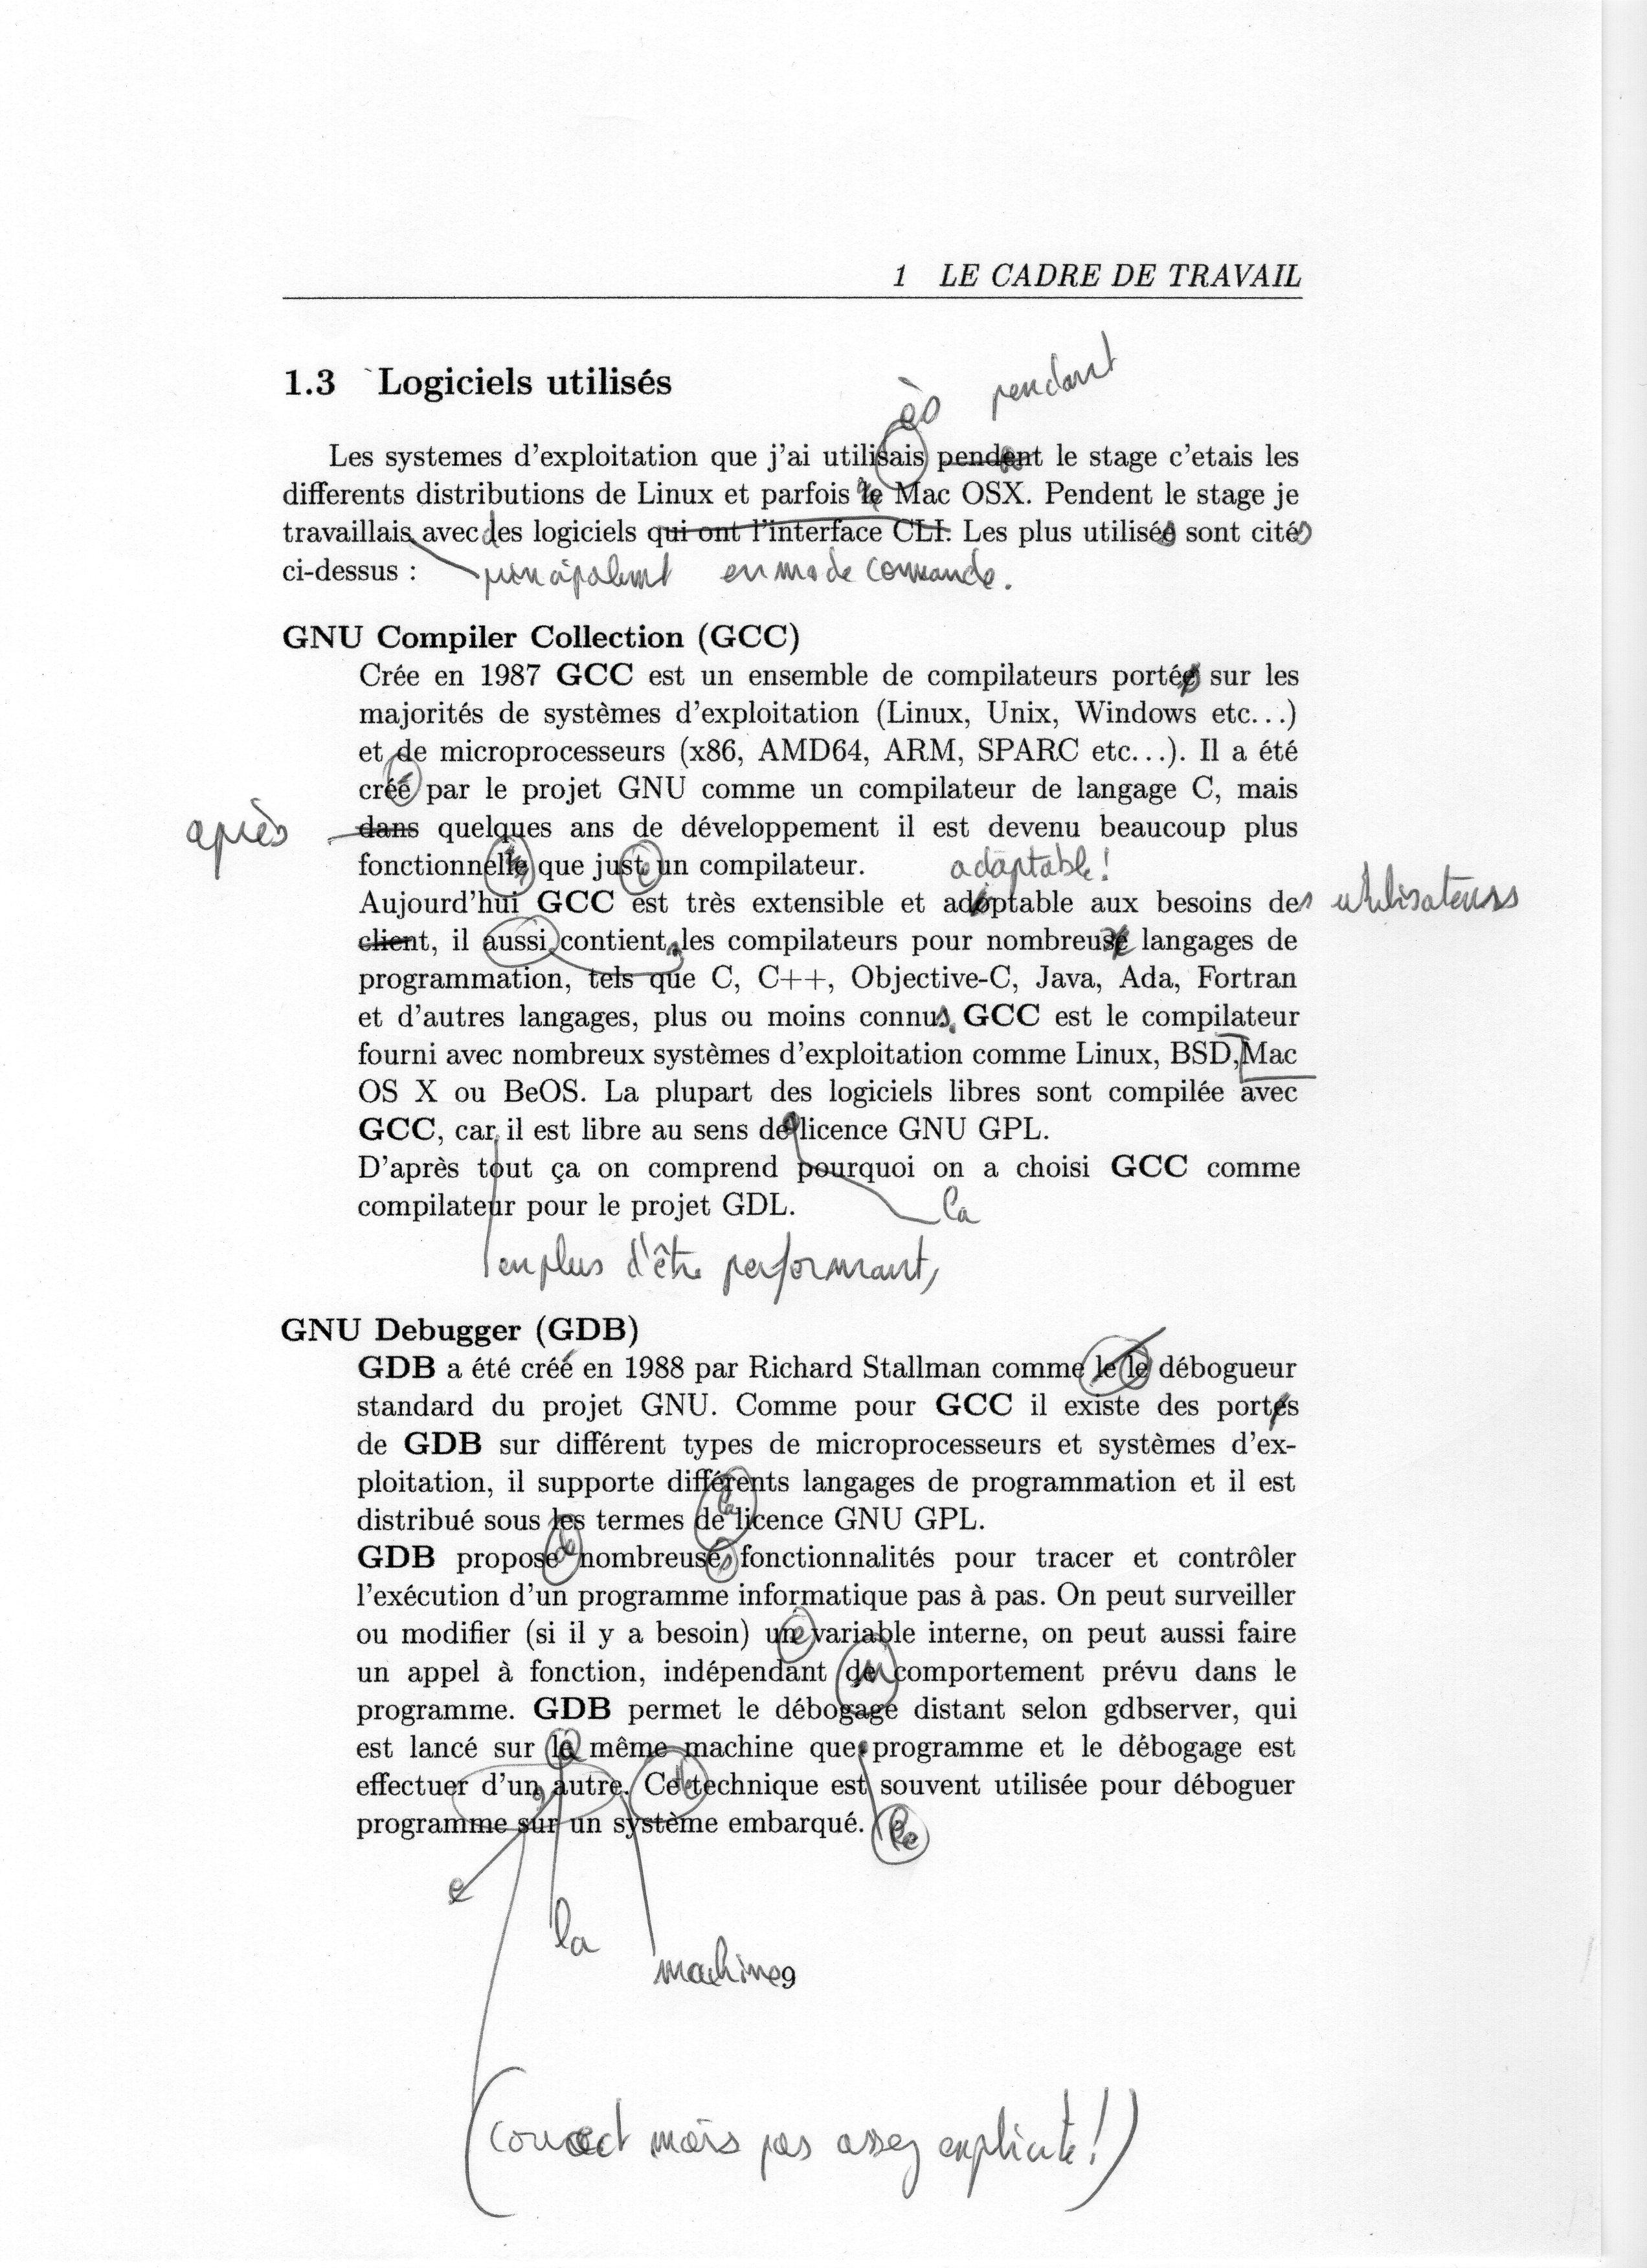 1 LE CADRE DE TRAVAIL
1.3 Logiciels utilisés
és pendant
Les systemes d'exploitation que j'ai utilisais pendent le stage c'etais les
differents distributions de Linux et parfois le Mac OSX. Pendent le stage je
travaillais avec des logiciels qui ont l'interface CLI. Les plus utilisés sont cités
ci-dessus :
principalement en mode commande.
GNU Compiler Collection (GCC)
Crée en 1987 GCC est un ensemble de compilateurs portés sur les
majorités de systèmes d'exploitation (Linux, Unix, Windows etc...)
et de microprocesseurs (x86, AMD64, ARM, SPARC etc...). Il a été
créé par le projet GNU comme un compilateur de langage C, mais
après
dans quelques ans de développement il est devenu beaucoup plus
fonctionnelle que juste un compilateur.
adaptable!
Aujourd'hui GCC est très extensible et adoptable aux besoins des utilisateurs
client, il aussi contient les compilateurs pour nombreuse langages de
programmation, tels que C, C++, Objective-C, Java, Ada, Fortran
et d'autres langages, plus ou moins connus. GCC est le compilateur
fourni avec nombreux systèmes d'exploitation comme Linux, BSD, Mac
OS X ou BeOS. La plupart des logiciels libres sont compilée avec
GCC, car il est libre au sens de licence GNU GPL.
D'après tout ça on comprend pourquoi on a choisi GCC comme
compilateur pour le projet GDL.
la
en plus d'être performant,
GNU Debugger (GDB)
GDB a été créé en 1988 par Richard Stallman comme le le débogueur
standard du projet GNU. Comme pour GCC il existe des portes
de GDB sur différent types de microprocesseurs et systèmes d'ex-
ploitation, il supporte différents langages de programmation et il est
la
distribué sous les termes de licence GNU GPL.
de
GDB propose nombreuses fonctionnalités pour tracer et contrôler
l'exécution d'un programme informatique pas à pas. On peut surveiller
ou modifier (si il y a besoin) une variable interne, on peut aussi faire
un appel à fonction, indépendant du comportement prévu dans le
programme. GDB permet le débogage distant selon gdbserver, qui
est lancé sur la même machine que programme et le débogage est
effectuer d'un autre. Cette technique est souvent utilisée pour déboguer
programme sur un système embarqué.
le
e
la
machine
9
(correct mais pas assez explicite!)